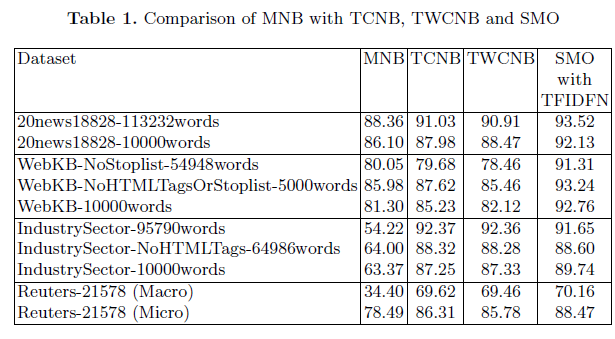 Table 1. Comparison of MNB with TCNB, TWCNB and SMO
Dataset MNB TCNB TWCNB SMO
with
TFIDFN
20news18828-113232words 88.36 91.03 90.91 93.52
20news18828-10000words 86.10 87.98 88.47 92.13
WebKB-NoStoplist-54948words 80.05 79.68 78.46 91.31
WebKB-NoHTMLTagsOrStoplist-5000words 85.98 87.62 85.46 93.24
WebKB-10000words 81.30 85.23 82.12 92.76
IndustrySector-95790words 54.22 92.37 92.36 91.65
IndustrySector-NoHTMLTags-64986words 64.00 88.32 88.28 88.60
IndustrySector-10000words 63.37 87.25 87.33 89.74
Reuters-21578 (Macro) 34.40 69.62 69.46 70.16
Reuters-21578 (Micro) 78.49 86.31 85.78 88.47